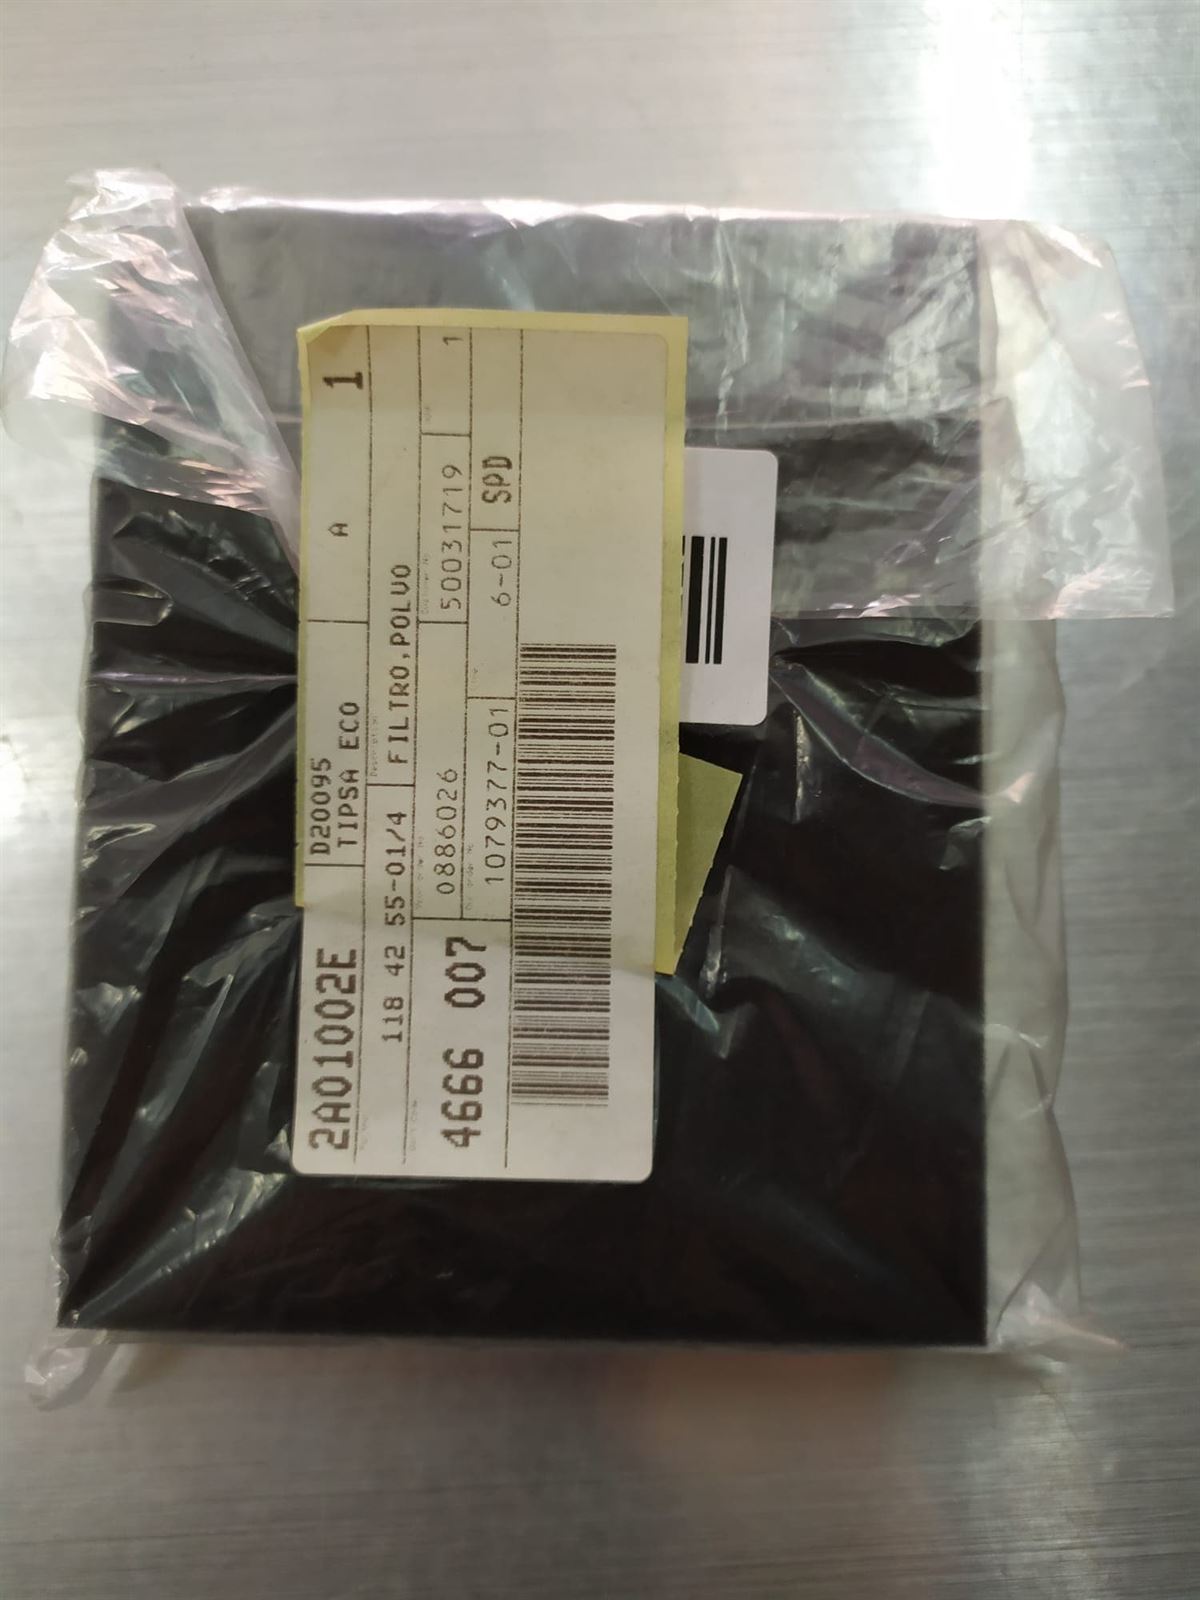 2A01002E
D20095
TIPSA ECO
A
1
118 42 55-01/4
FILTRO,POLVO
4666 007
0886026
50031719
1
1079377-01
6-01
SPD